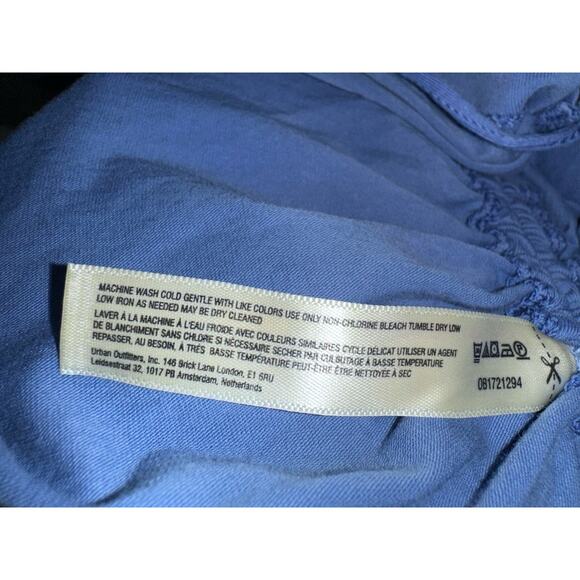 MACHINE WASH COLD GENTLE WITH LIKE COLORS USE ONLY NON-CHLORINE BLEACH TUMBLE DRY LOW
LOW IRON AS NEEDED MAY BE DRY CLEANED
LAVER À LA MACHINE À L'EAU FROIDE AVEC COULEURS SIMILAIRES CYCLE DÉLICAT UTILISER UN AGENT
DE BLANCHIMENT SANS CHLORE SI NÉCESSAIRE SECHER PAR CULBUTAGE À BASSE TEMPÉRATURE
REPASSER, AU BESOIN, À TRÉS BASSE TEMPÉRATURE PEUT-ÊTRE ÊTRE NETTOYÉE À SEC
Urban Outfitters, Inc. 146 Brick Lane London, E1 6RU
Leidsestraat 32, 1017 PB Amsterdam, Netherlands
081721294